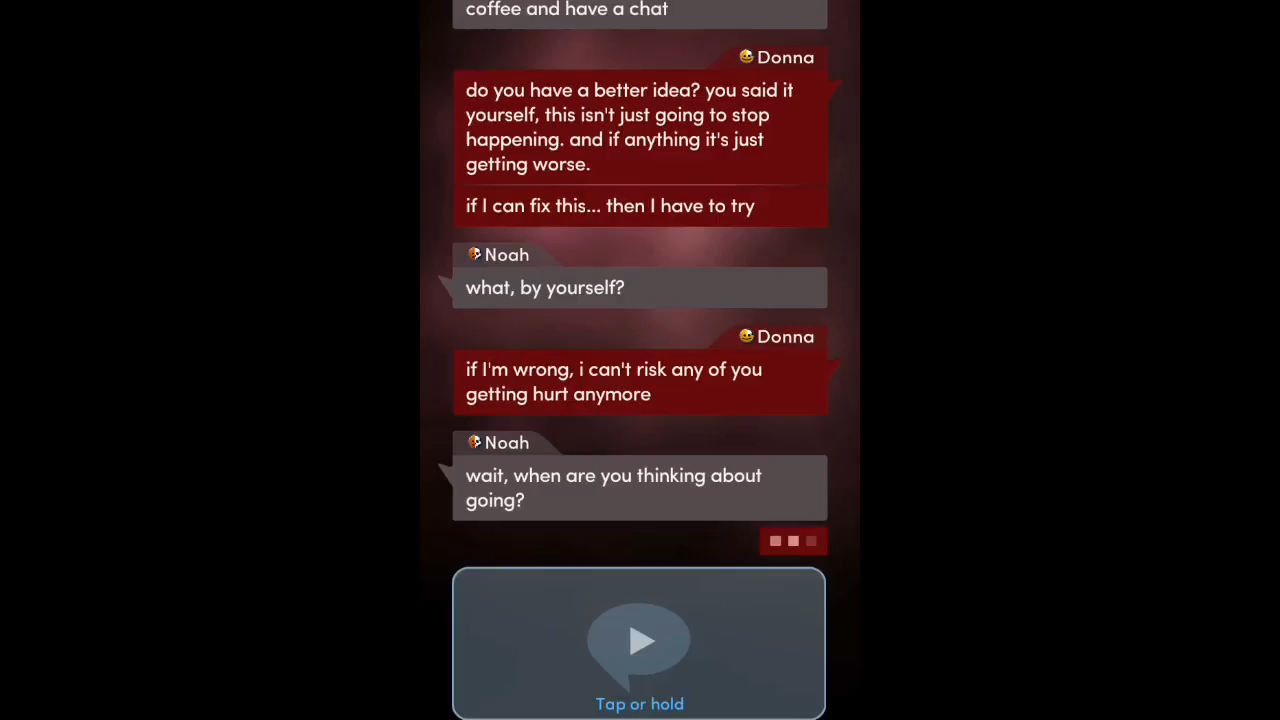 coffee and have a chat
Donna
do you have a better idea? you said it
yourself, this isn't just going to stop
happening. and if anything it's just
getting worse.
if I can fix this... then I have to try
Noah
what, by yourself?
Donna
if I'm wrong, i can't risk any of you
getting hurt anymore
Noah
wait, when are you thinking about
going?
Tap or hold